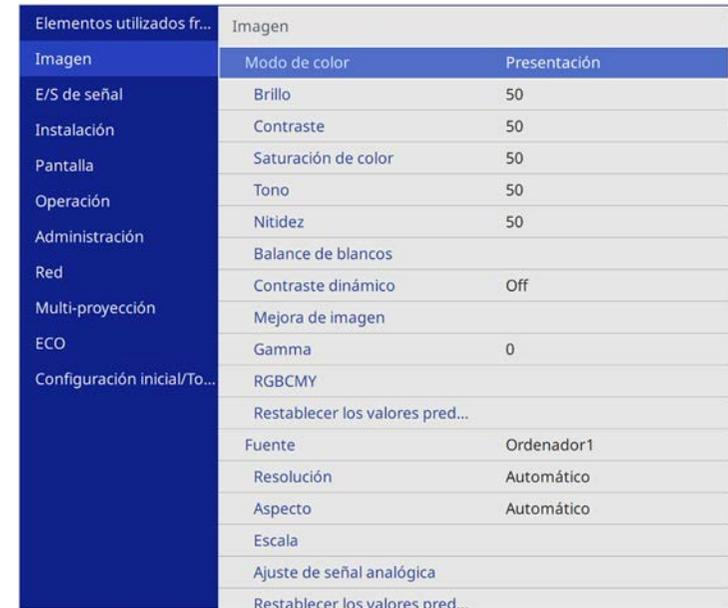 Elementos utilizados fr...
Imagen
E/S de señal
Instalación
Pantalla
Operación
Administración
Red
Multi-proyección
ECO
Configuración inicial/To...
Imagen
Modo de color Presentación
Brillo 50
Contraste 50
Saturación de color 50
Tono 50
Nitidez 50
Balance de blancos
Contraste dinámico Off
Mejora de imagen
Gamma 0
RGBCMY
Restablecer los valores pred...
Fuente Ordenador1
Resolución Automático
Aspecto Automático
Escala
Ajuste de señal analógica
Restablecer los valores pred...